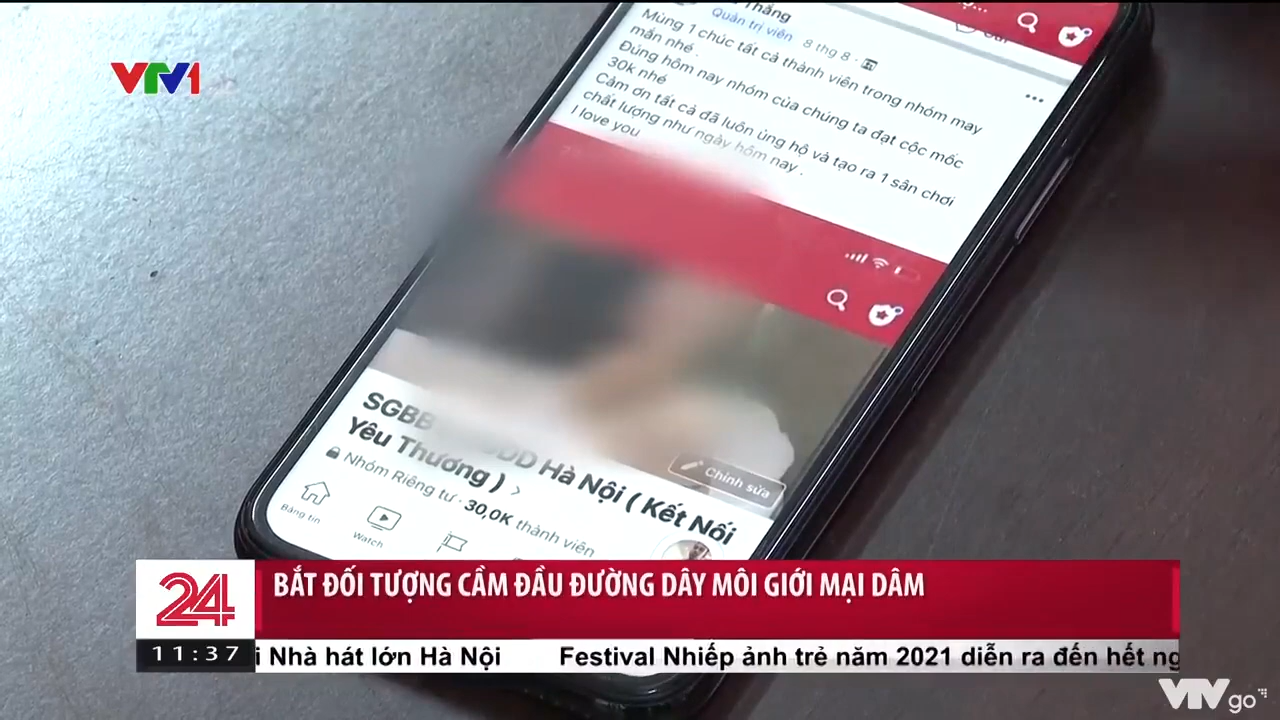 VTV1
Thắng
Quản trị viên 8 thg 8 ·
Mùng 1 chúc tất cả thành viên trong nhóm may
mắn nhé .
Đúng hôm nay nhóm của chúng ta đạt cộc mốc
30k nhé
Cảm ơn tất cả đã luôn ủng hộ và tạo ra 1 sân chơi
chất lượng như ngày hôm nay .
I love you
Chỉnh sửa
SGBB DD Hà Nội ( Kết Nối
Yêu Thương ) >
Nhóm Riêng tư · 30,0K thành viên
Bảng tin
Watch
24
BẮT ĐỐI TƯỢNG CẦM ĐẦU ĐƯỜNG DÂY MÔI GIỚI MẠI DÂM
11:37
i Nhà hát lớn Hà Nội Festival Nhiếp ảnh trẻ năm 2021 diễn ra đến hết ng
VTV go